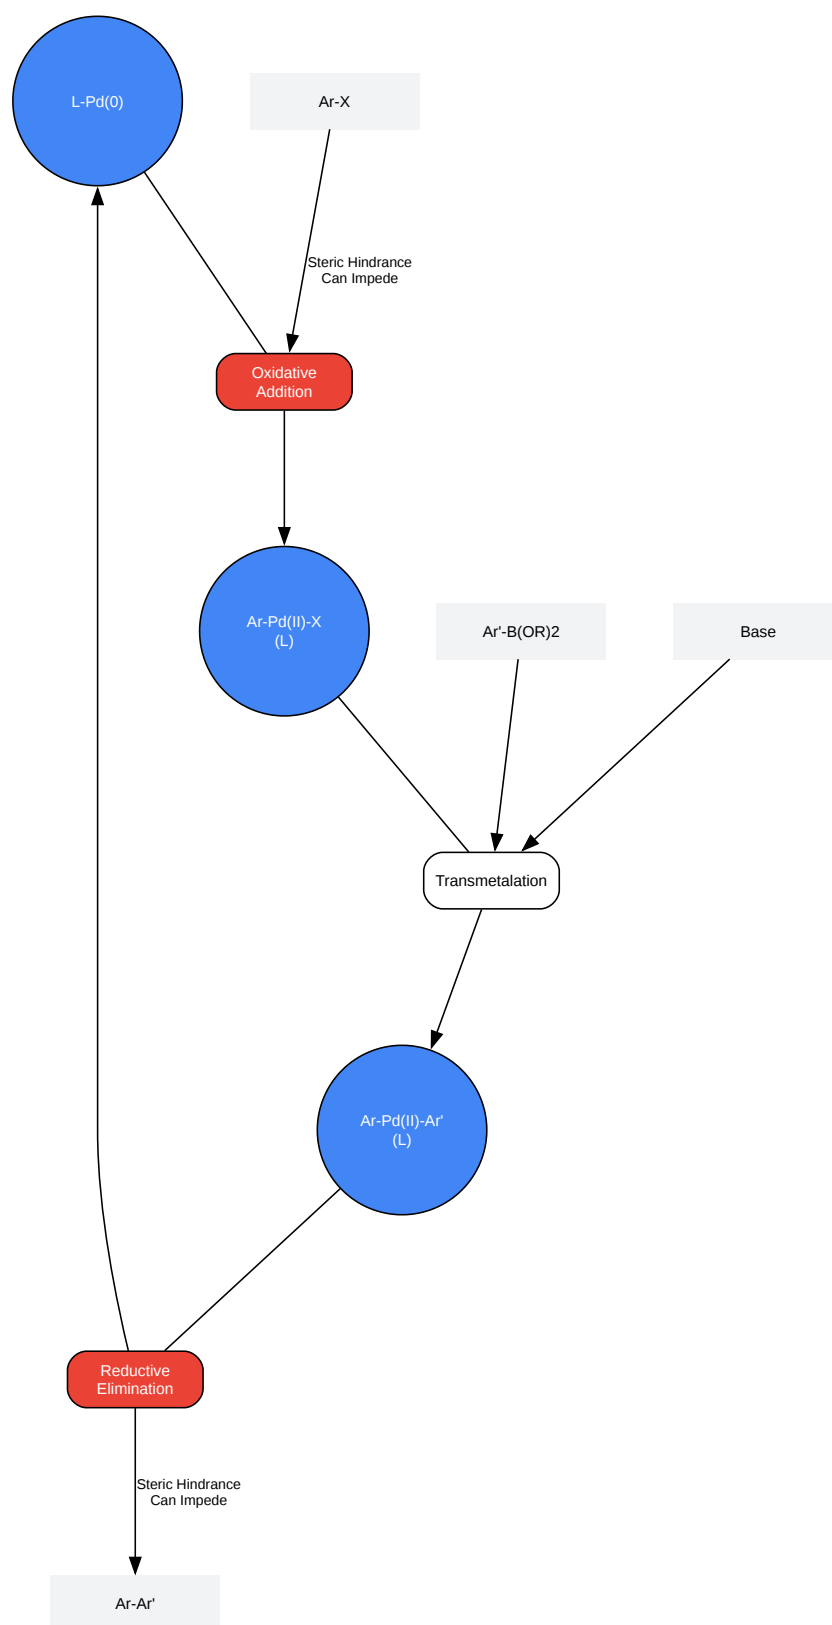 L-Pd(0)
Ar-X
Steric Hindrance
Can Impede
Oxidative
Addition
Ar-Pd(II)-X
(L)
Ar'-B(OR)2
Base
Transmetalation
Ar-Pd(II)-Ar'
(L)
Reductive
Elimination
Steric Hindrance
Can Impede
Ar-Ar'